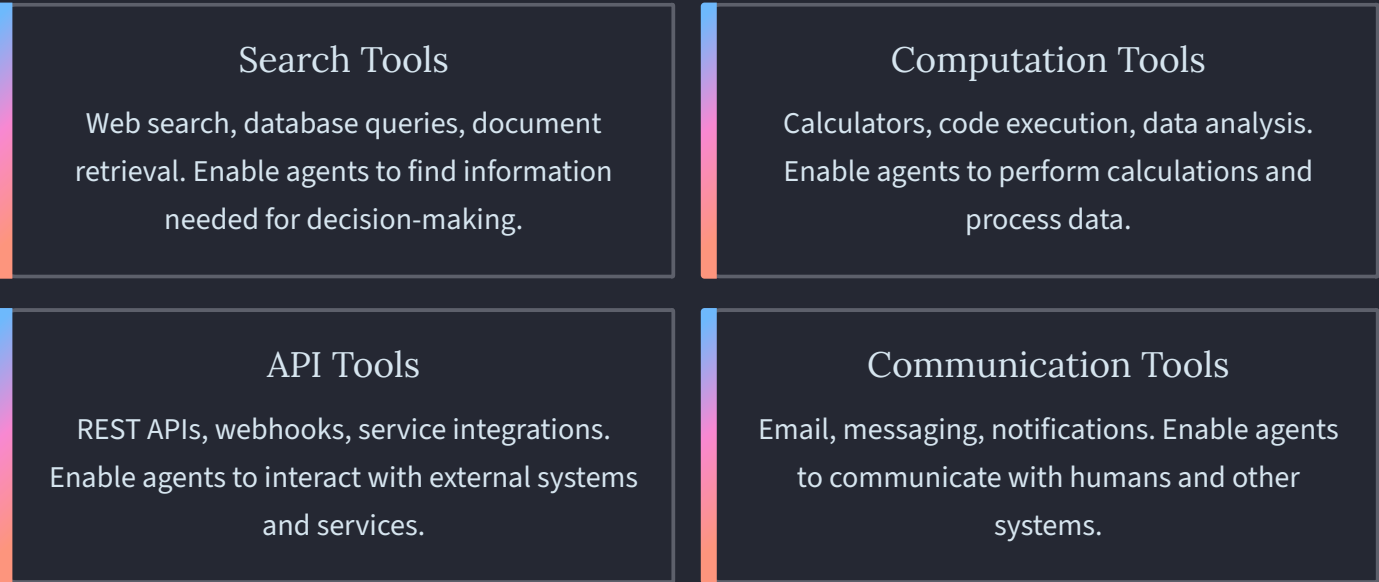 Search Tools
Web search, database queries, document
retrieval. Enable agents to find information
needed for decision-making.
Computation Tools
Calculators, code execution, data analysis.
Enable agents to perform calculations and
process data.
API Tools
REST APIs, webhooks, service integrations.
Enable agents to interact with external systems
and services.
Communication Tools
Email, messaging, notifications. Enable agents
to communicate with humans and other
systems.